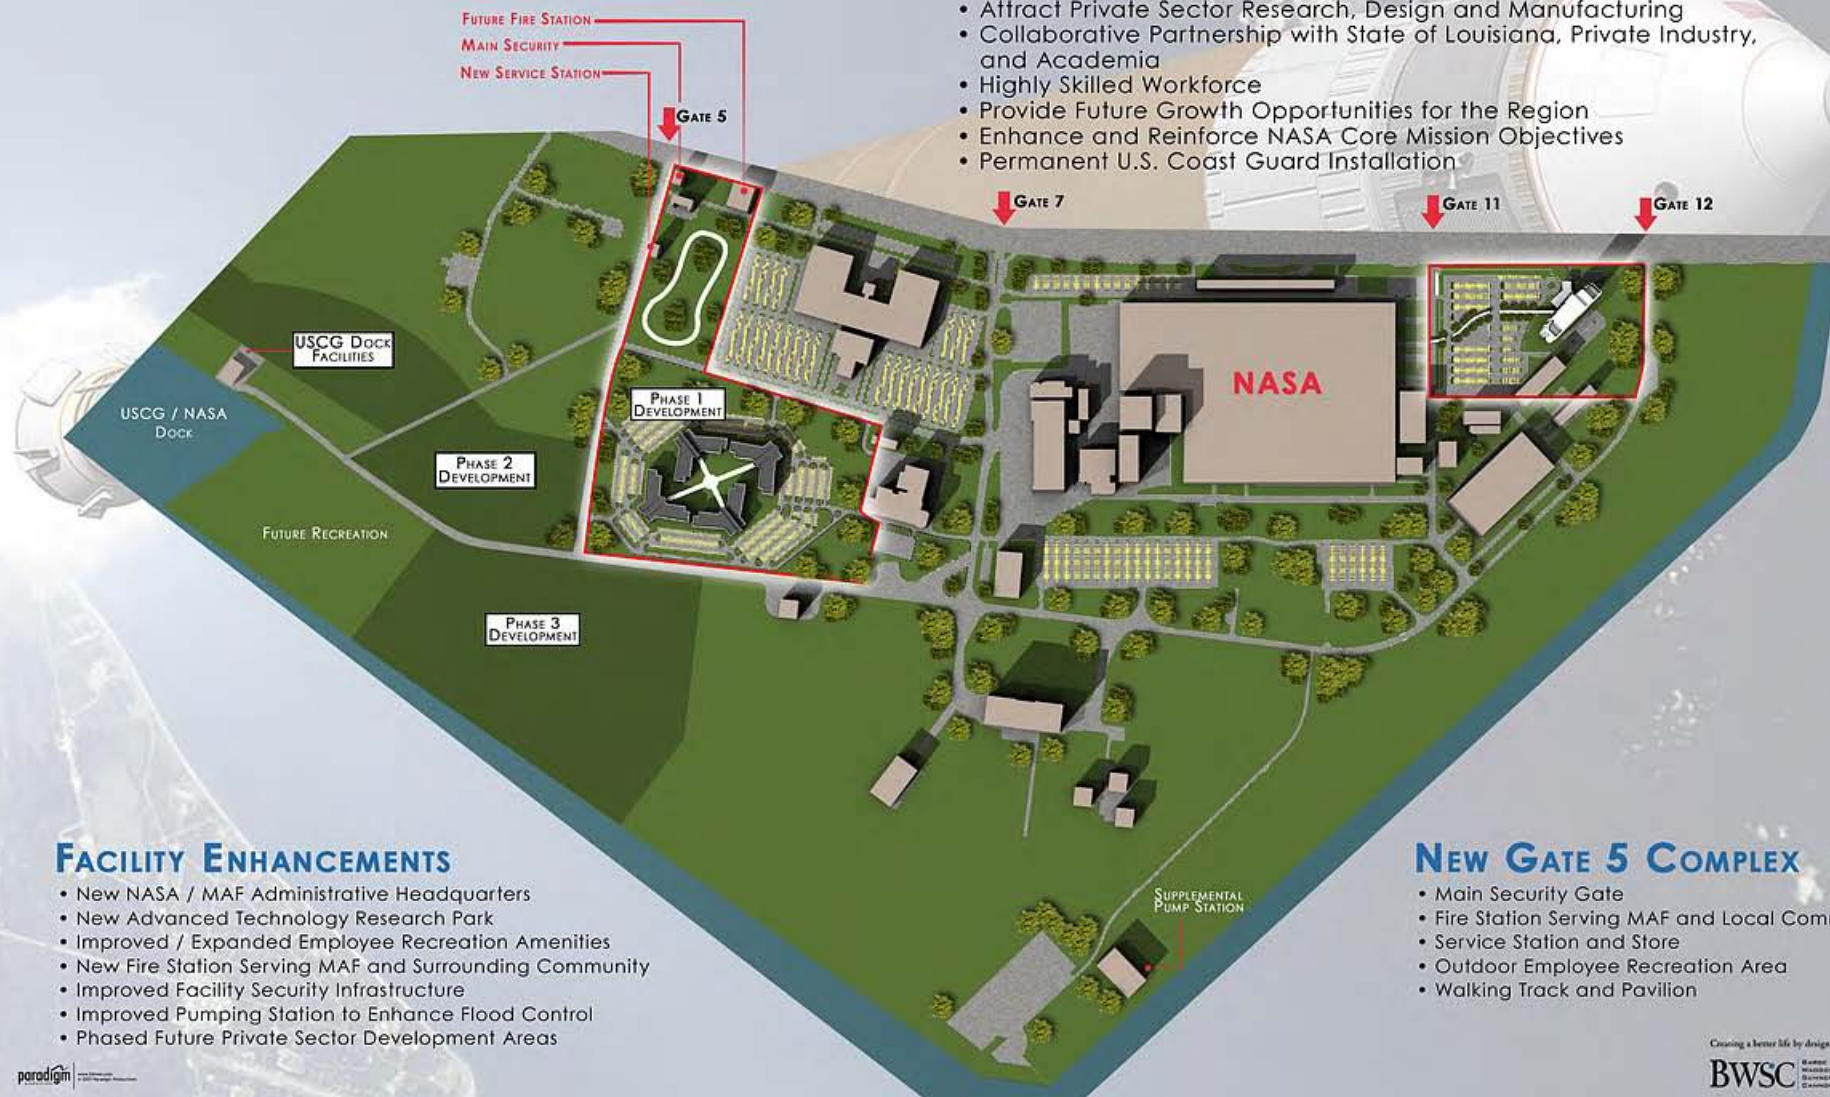 • Attract Private Sector Research, Design and Manufacturing
• Collaborative Partnership with State of Louisiana, Private Industry,
and Academia
• Highly Skilled Workforce
• Provide Future Growth Opportunities for the Region
• Enhance and Reinforce NASA Core Mission Objectives
• Permanent U.S. Coast Guard Installation
FUTURE FIRE STATION
MAIN SECURITY
NEW SERVICE STATION
GATE 5
GATE 7
GATE 11
GATE 12
USCG DOCK
FACILITIES
USCG / NASA
DOCK
PHASE 1
DEVELOPMENT
NASA
PHASE 2
DEVELOPMENT
FUTURE RECREATION
PHASE 3
DEVELOPMENT
SUPPLEMENTAL
PUMP STATION
FACILITY ENHANCEMENTS
• New NASA / MAF Administrative Headquarters
• New Advanced Technology Research Park
• Improved / Expanded Employee Recreation Amenities
• New Fire Station Serving MAF and Surrounding Community
• Improved Facility Security Infrastructure
• Improved Pumping Station to Enhance Flood Control
• Phased Future Private Sector Development Areas
NEW GATE 5 COMPLEX
• Main Security Gate
• Fire Station Serving MAF and Local Com
• Service Station and Store
• Outdoor Employee Recreation Area
• Walking Track and Pavilion
paradigm
Creating a better life by design
BWSC